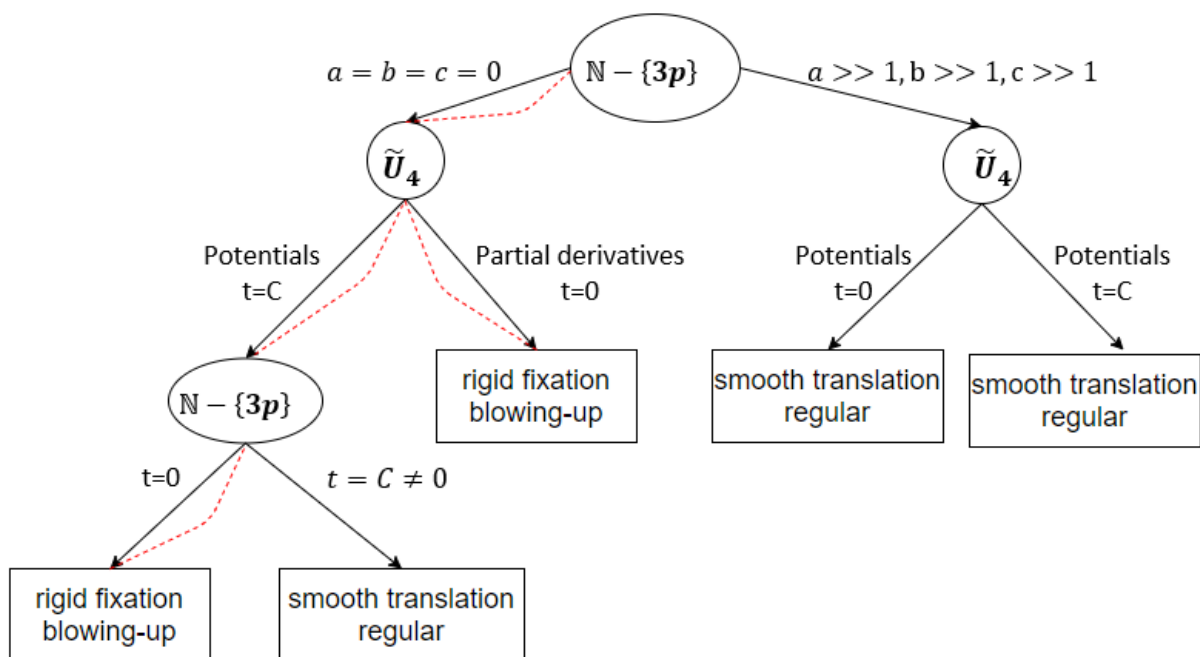 a = b = c = 0
ℕ − {3p}
a >> 1, b >> 1, c >> 1
Ũ₄
Ũ₄
Potentials
t=C
Partial derivatives
t=0
Potentials
t=0
Potentials
t=C
ℕ − {3p}
rigid fixation
blowing-up
smooth translation
regular
smooth translation
regular
t=0
t = C ≠ 0
rigid fixation
blowing-up
smooth translation
regular